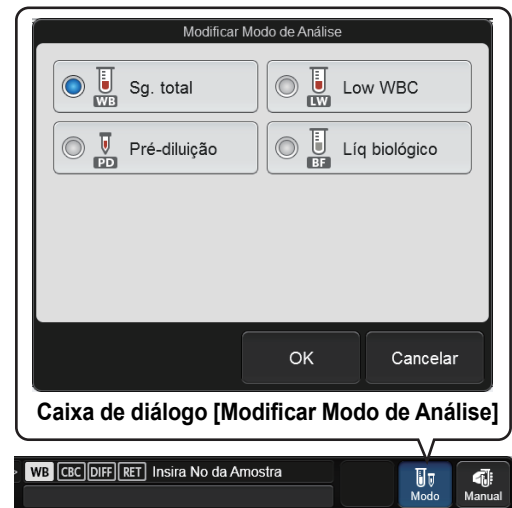 Modificar Modo de Análise
WB Sg. total
LW Low WBC
PD Pré-diluição
BF Líq biológico
OK Cancelar
Caixa de diálogo [Modificar Modo de Análise]
WB CBC DIFF RET Insira No da Amostra
Modo Manual